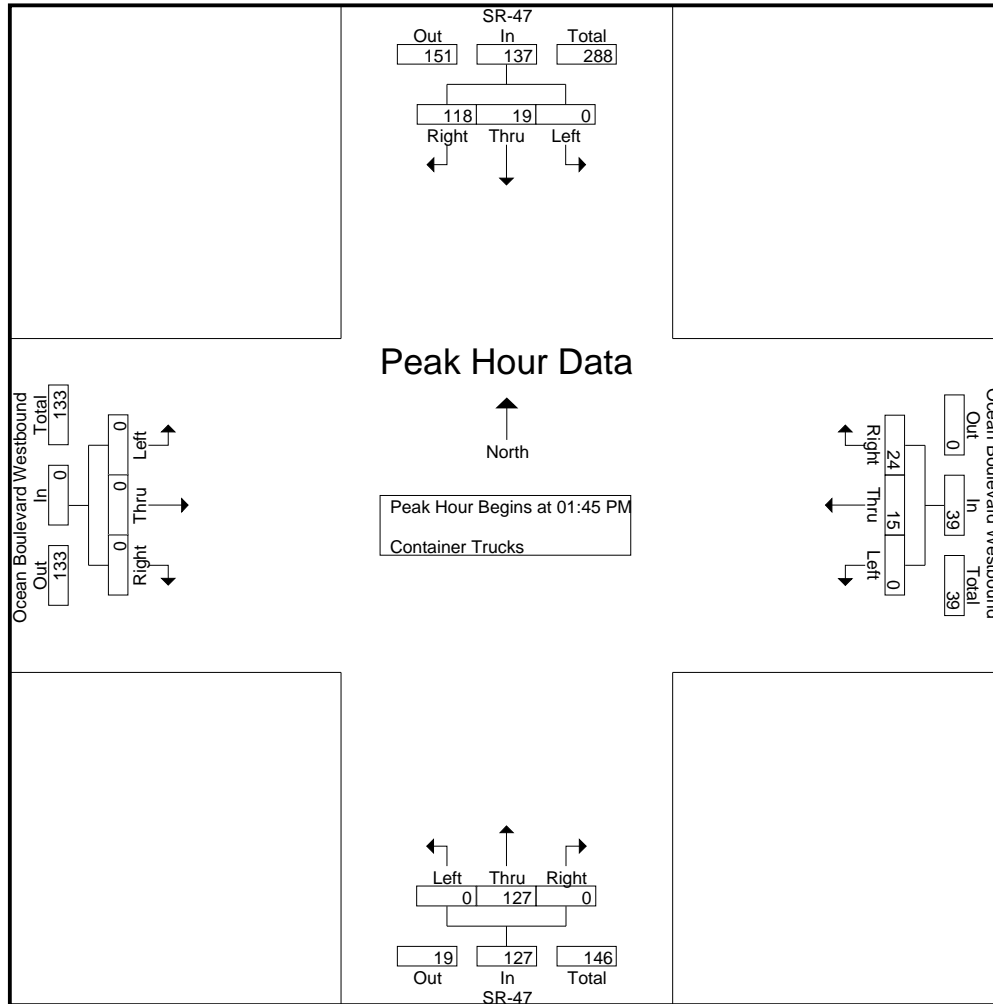 SR-47
Out In Total
151 137 288
118 19 0
Right Thru Left
Peak Hour Data
North
Peak Hour Begins at 01:45 PM
Container Trucks
Ocean Boulevard Westbound
Total In Out
133 0 133
0 0 0
Left Thru Right
Ocean Boulevard Westbound
Out In Total
0 39 39
24 15 0
Right Thru Left
Left Thru Right
0 127 0
19 127 146
Out In Total
SR-47